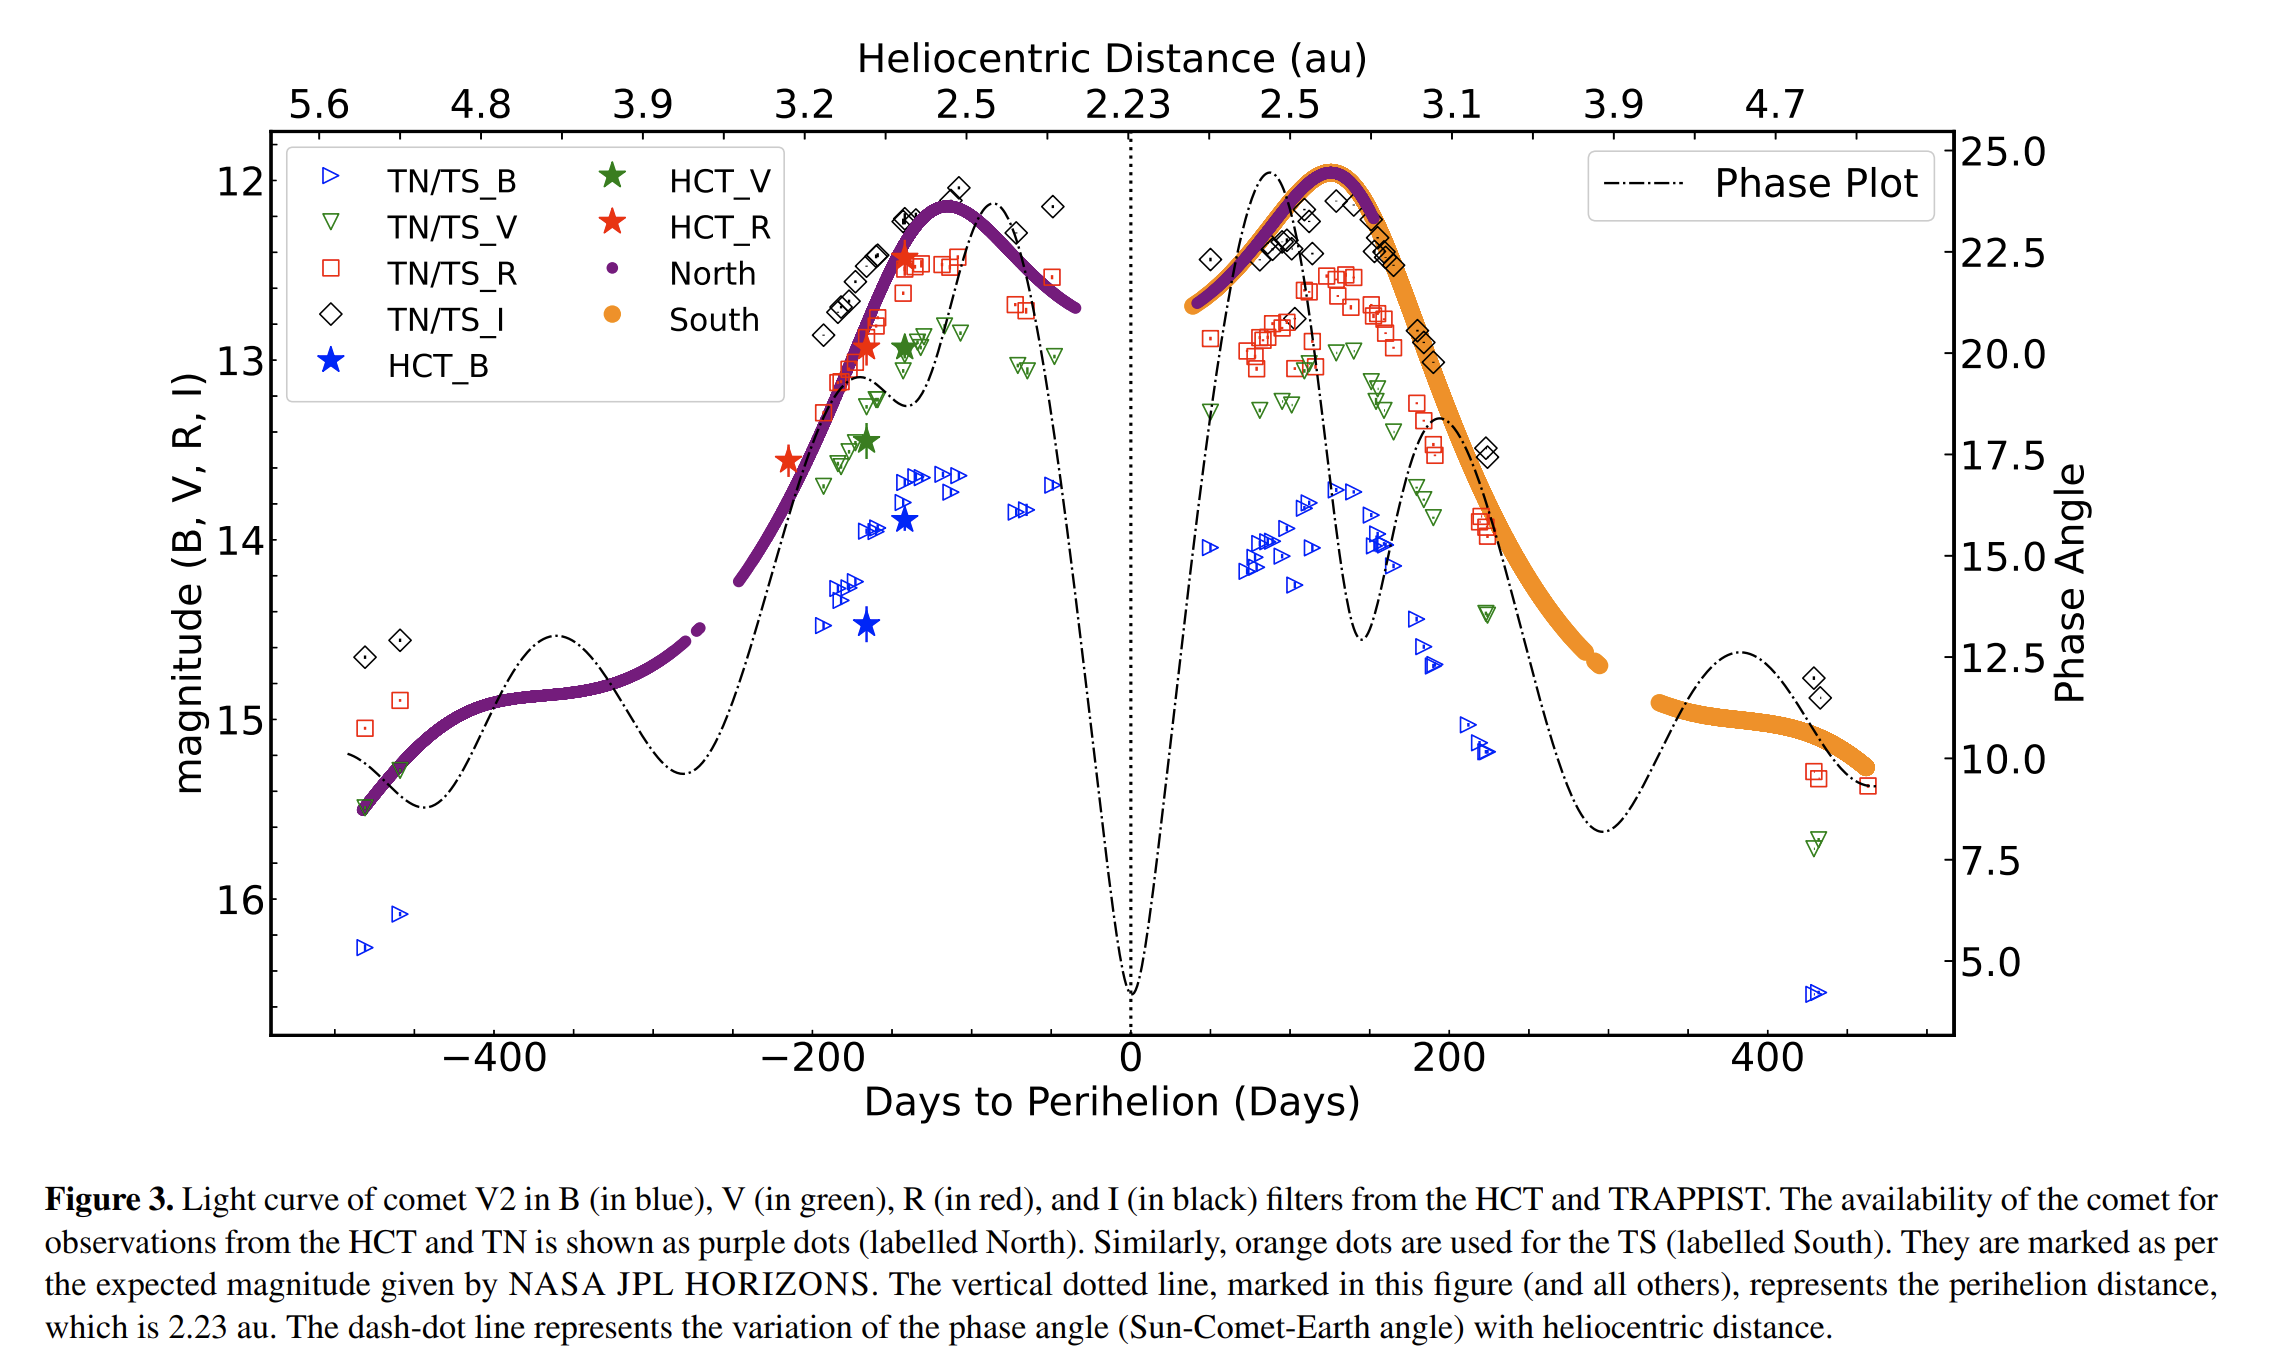 Heliocentric Distance (au)
5.6 4.8 3.9 3.2 2.5 2.23 2.5 3.1 3.9 4.7
TN/TS_B
TN/TS_V
TN/TS_R
TN/TS_I
HCT_B
HCT_V
HCT_R
North
South
Phase Plot
magnitude (B, V, R, I)
12
13
14
15
16
25.0
22.5
20.0
17.5
15.0
12.5
10.0
7.5
5.0
Phase Angle
−400 −200 0 200 400
Days to Perihelion (Days)
Figure 3. Light curve of comet V2 in B (in blue), V (in green), R (in red), and I (in black) filters from the HCT and TRAPPIST. The availability of the comet for
observations from the HCT and TN is shown as purple dots (labelled North). Similarly, orange dots are used for the TS (labelled South). They are marked as per
the expected magnitude given by NASA JPL HORIZONS. The vertical dotted line, marked in this figure (and all others), represents the perihelion distance,
which is 2.23 au. The dash-dot line represents the variation of the phase angle (Sun-Comet-Earth angle) with heliocentric distance.